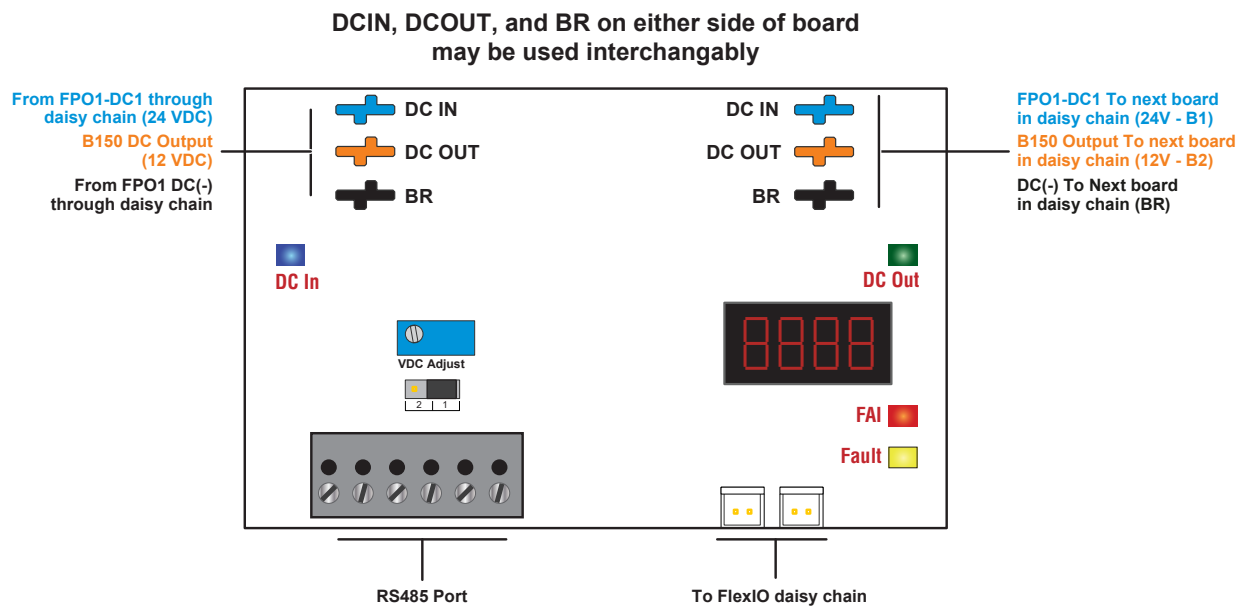 DCIN, DCOUT, and BR on either side of board
may be used interchangably
From FPO1-DC1 through
daisy chain (24 VDC)
B150 DC Output
(12 VDC)
From FPO1 DC(-)
through daisy chain
DC IN
DC OUT
BR
DC IN
DC OUT
BR
FPO1-DC1 To next board
in daisy chain (24V - B1)
B150 Output To next board
in daisy chain (12V - B2)
DC(-) To Next board
in daisy chain (BR)
DC In
DC Out
VDC Adjust
2 1
8888
FAI
Fault
RS485 Port
To FlexIO daisy chain